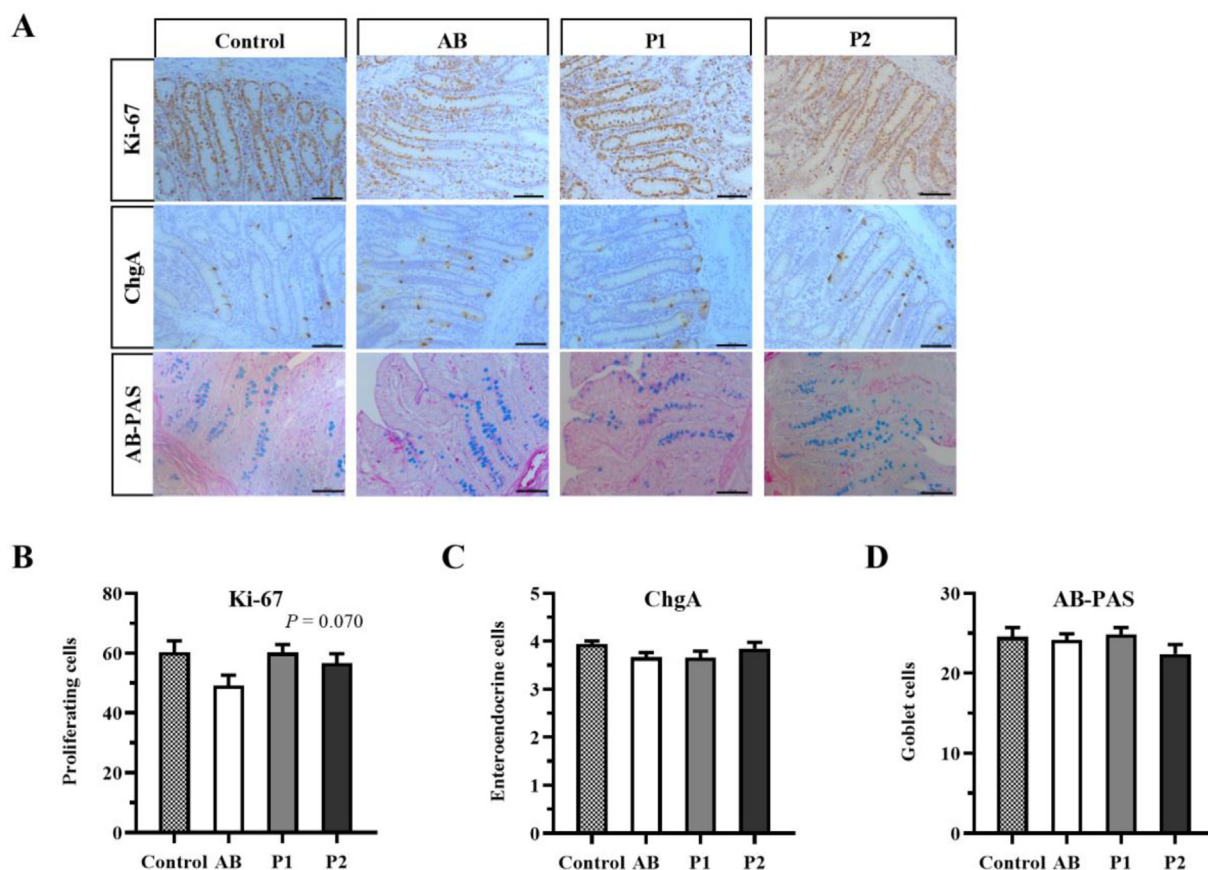 A
Control AB P1 P2
Ki-67
ChgA
AB-PAS
B
Ki-67
P = 0.070
Proliferating cells
80
60
40
20
0
Control AB P1 P2
C
ChgA
Enteroendocrine cells
5
4
3
2
1
0
Control AB P1 P2
D
AB-PAS
Goblet cells
30
20
10
0
Control AB P1 P2